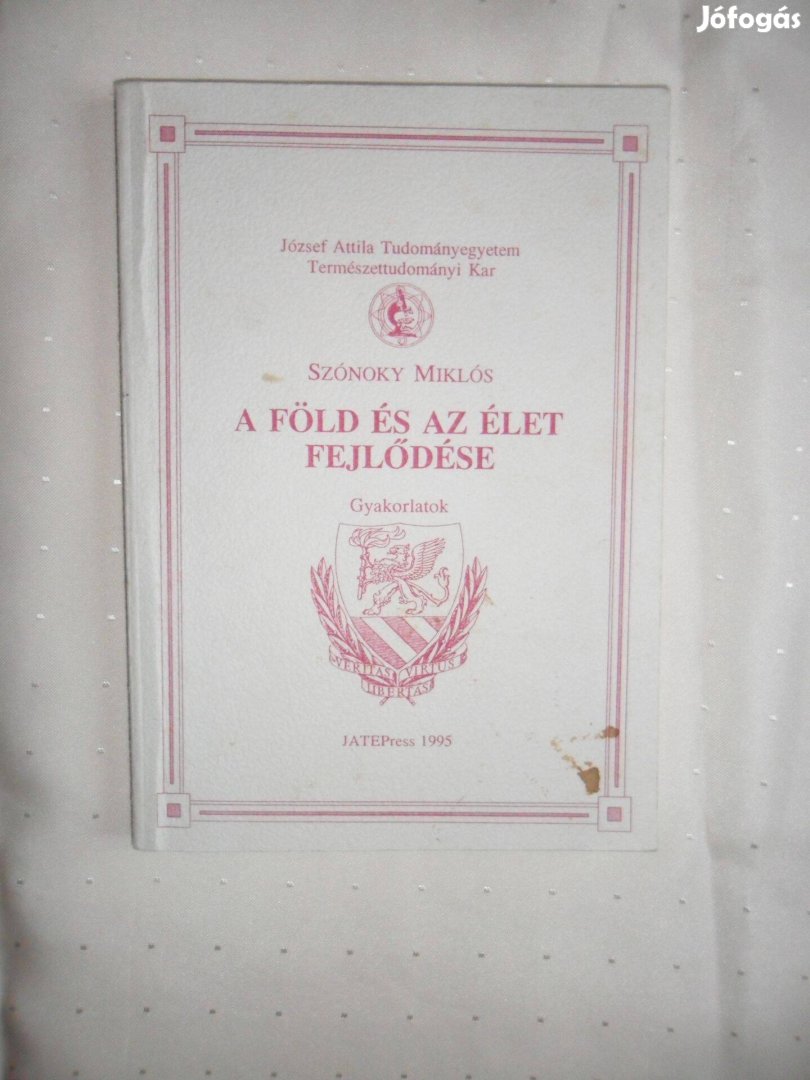 Jófogás
József Attila Tudományegyetem
Természettudományi Kar
SZÓNOKY MIKLÓS
A FÖLD ÉS AZ ÉLET
FEJLŐDÉSE
Gyakorlatok
VERITAS VIRTUS
LIBERTAS
JATEPress 1995